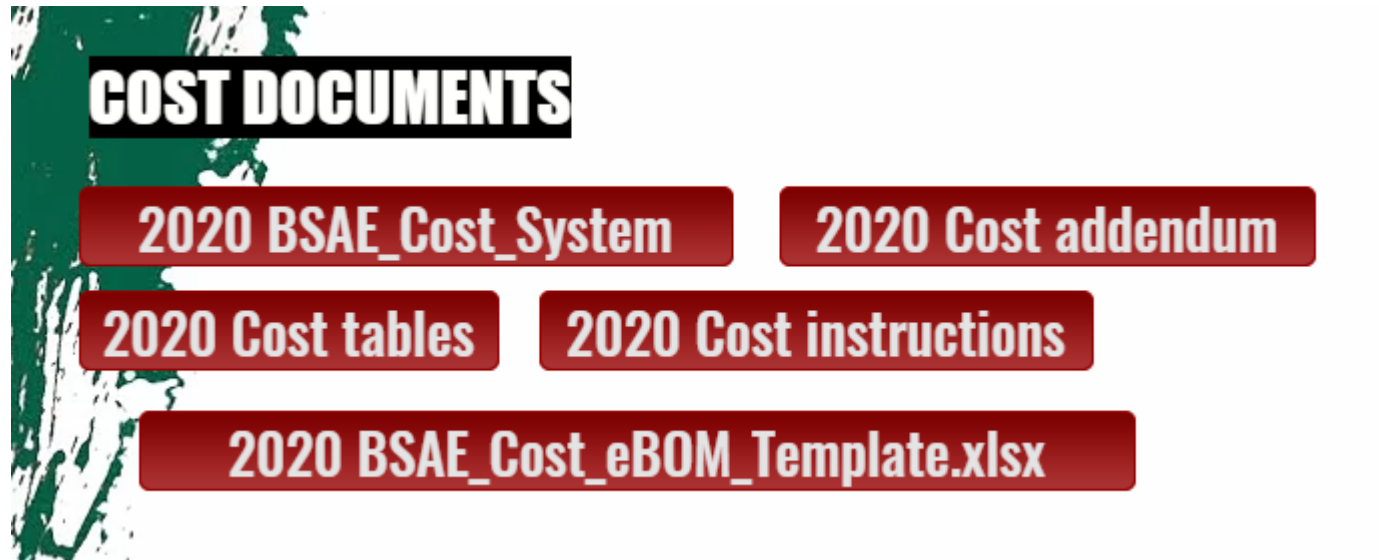 COST DOCUMENTS
2020 BSAE_Cost_System
2020 Cost addendum
2020 Cost tables
2020 Cost instructions
2020 BSAE_Cost_eBOM_Template.xlsx